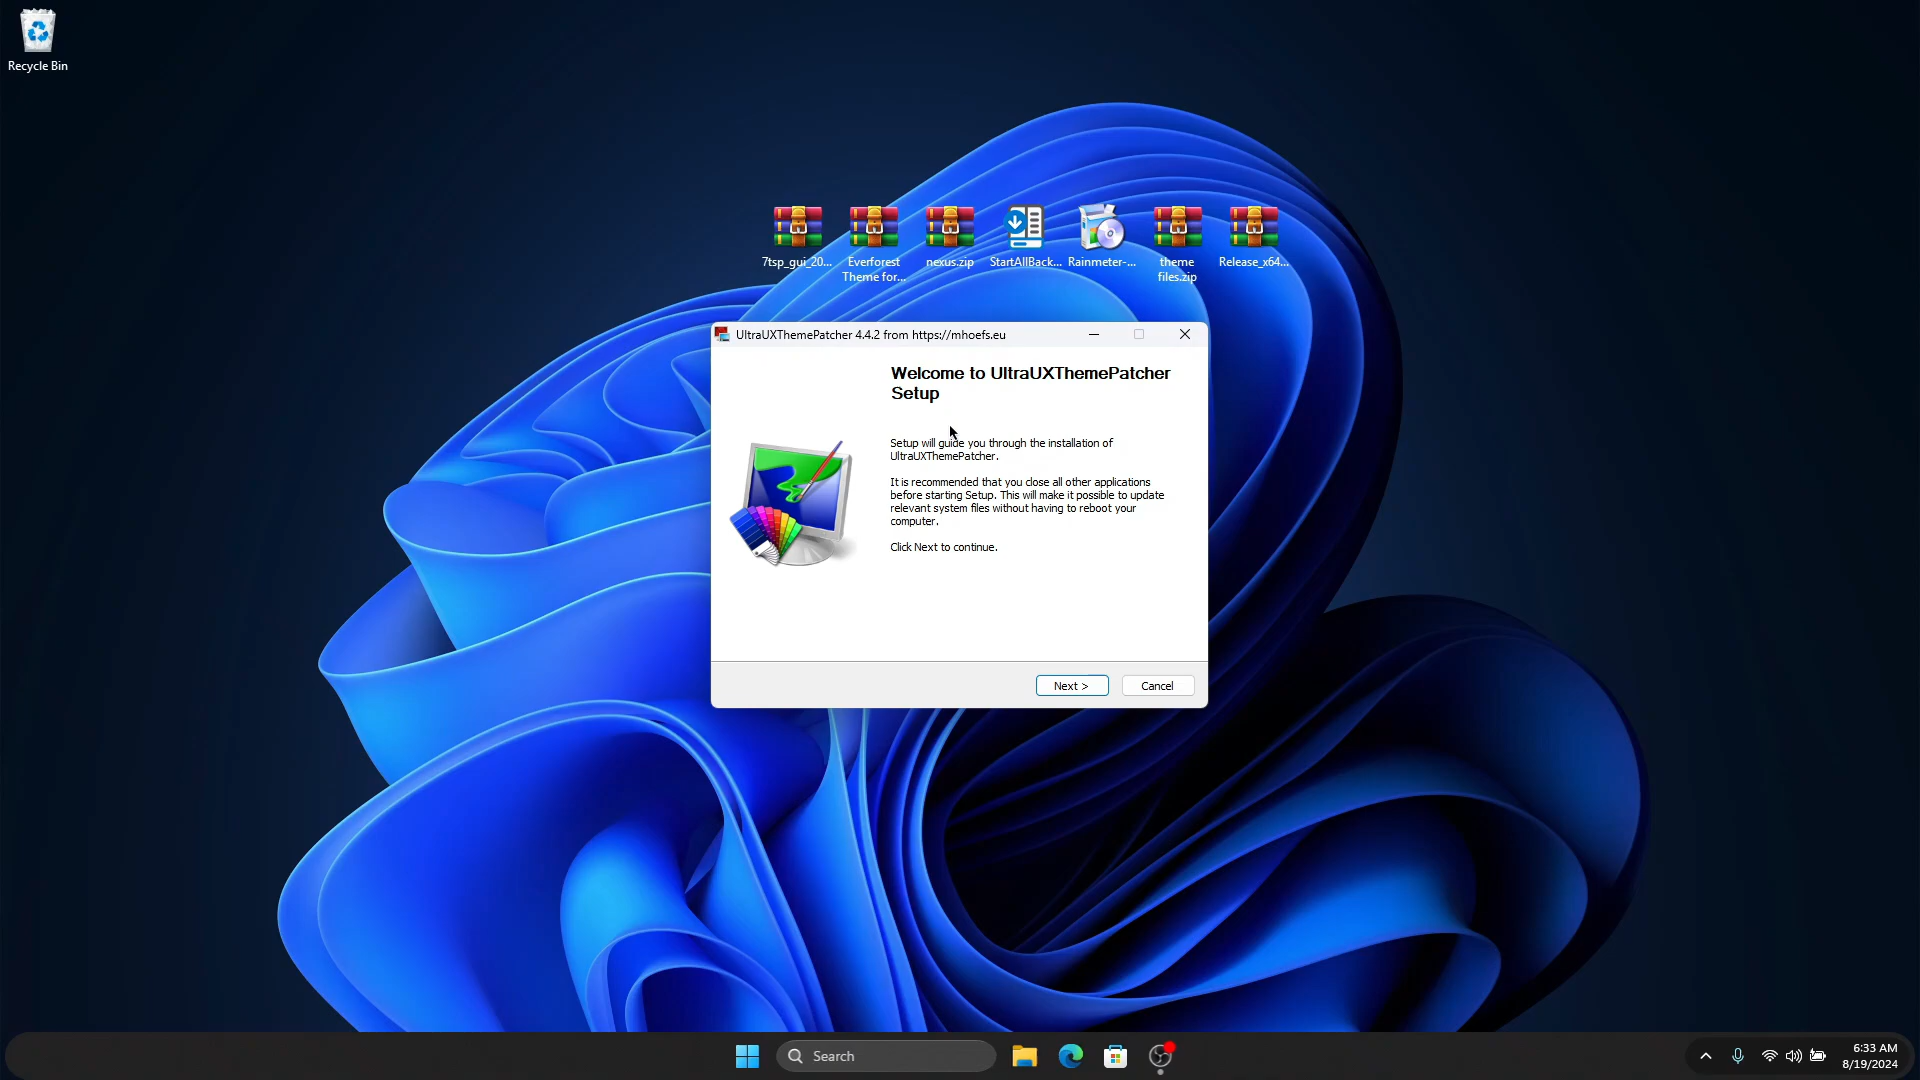 Recycle Bin
7tsp_gui_20...
Everforest
Theme for...
nexus.zip
StartAllBack...
Rainmeter-...
theme
files.zip
Release_x64...
UltraUXThemePatcher 4.4.2 from https://mhoefs.eu
Welcome to UltraUXThemePatcher
Setup
Setup will guide you through the installation of
UltraUXThemePatcher.
It is recommended that you close all other applications
before starting Setup. This will make it possible to update
relevant system files without having to reboot your
computer.
Click Next to continue.
Next >
Cancel
Search
6:33 AM
8/19/2024